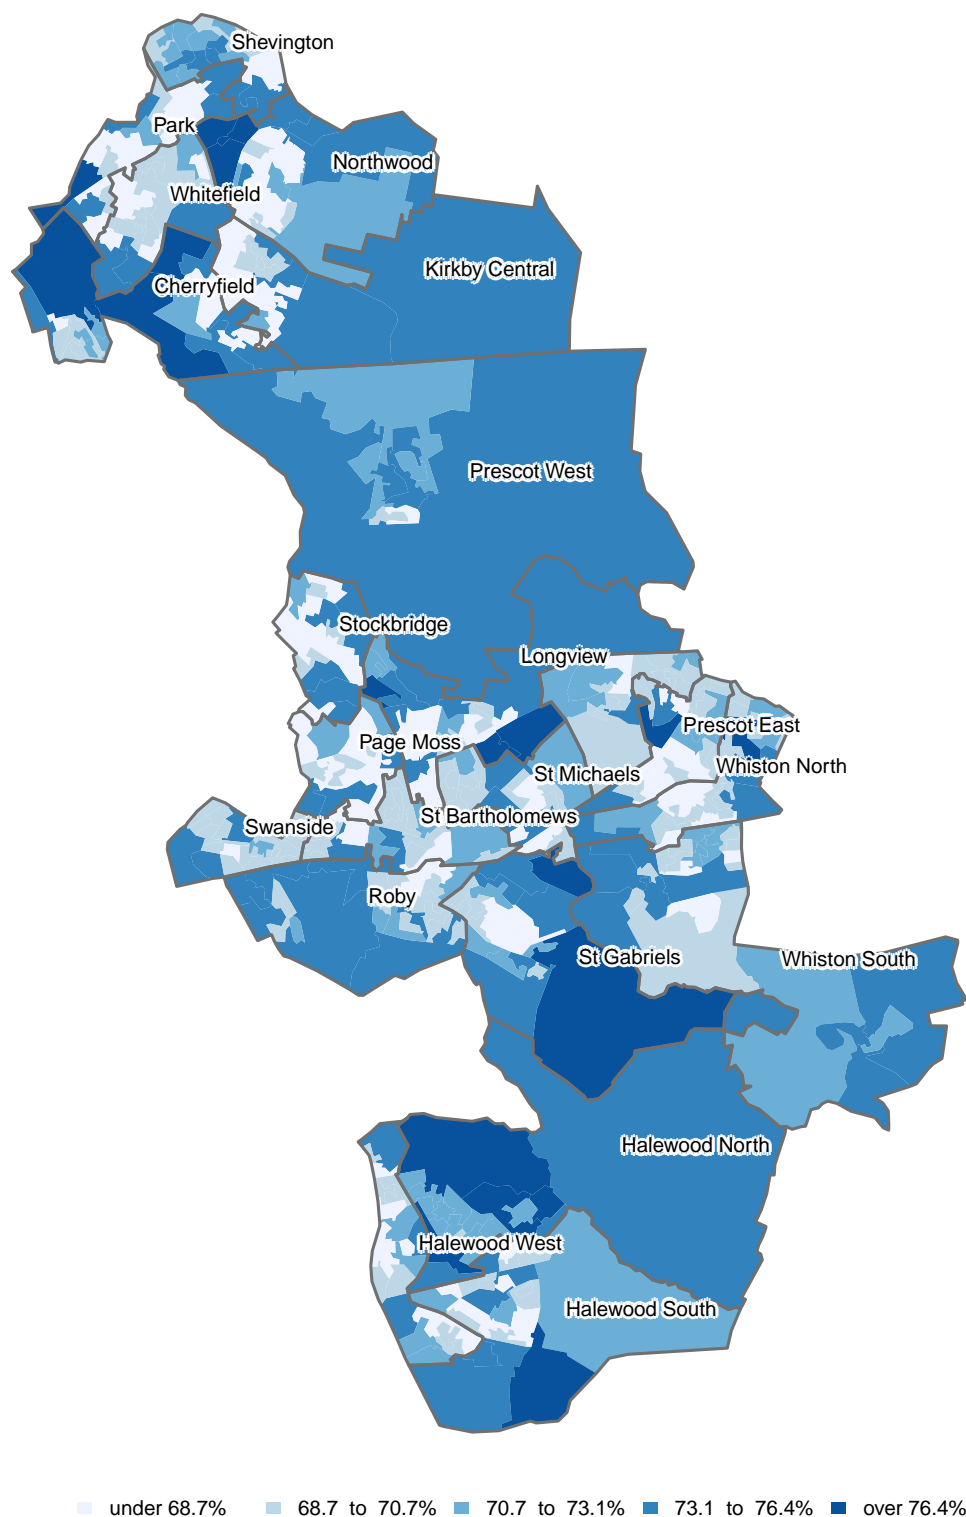 Shevington
Park
Northwood
Whitefield
Kirkby Central
Cherryfield
Prescot West
Stockbridge
Longview
Prescot East
Page Moss
Whiston North
St Michaels
St Bartholomews
Swanside
Roby
St Gabriels
Whiston South
Halewood North
Halewood West
Halewood South
under 68.7% 68.7 to 70.7% 70.7 to 73.1% 73.1 to 76.4% over 76.4%